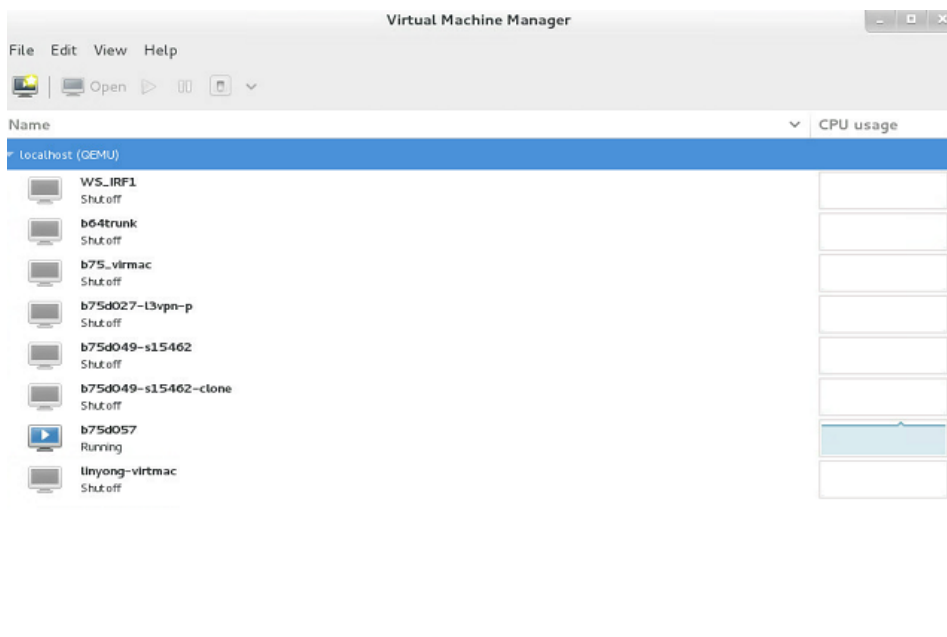 Virtual Machine Manager
File Edit View Help
Open
Name CPU usage
localhost (QEMU)
WS_IRF1
Shutoff
b64trunk
Shutoff
b75_virmac
Shutoff
b75d027-l3vpn-p
Shutoff
b75d049-s15462
Shutoff
b75d049-s15462-clone
Shutoff
b75d057
Running
linyong-virtmac
Shutoff